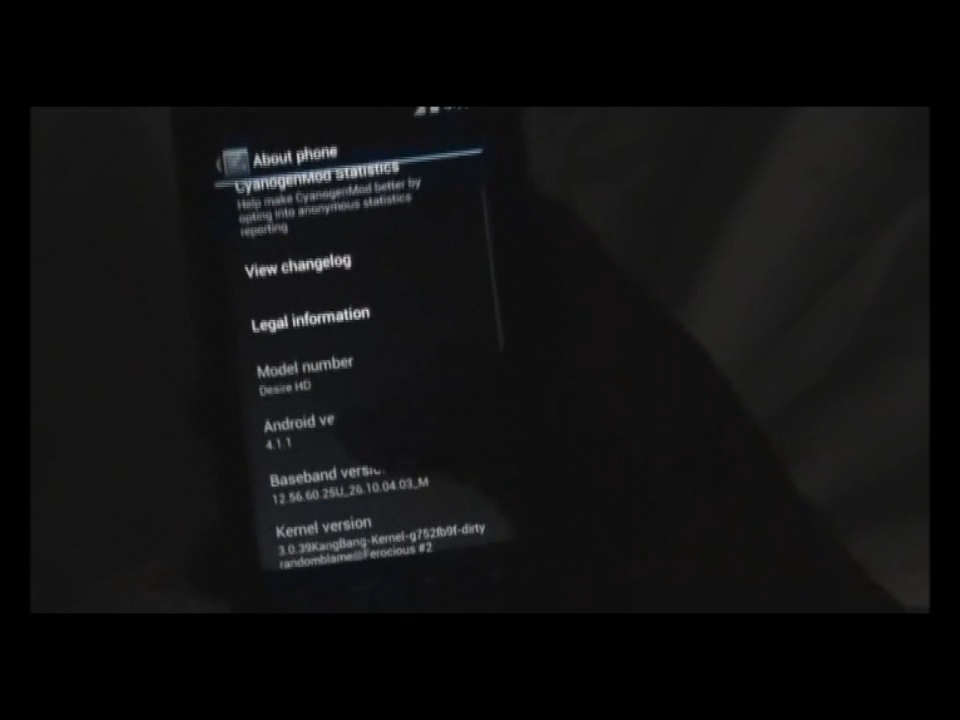 About phone
CyanogenMod Statistics
Help make CyanogenMod better by
opting into anonymous statistics
reporting
View changelog
Legal information
Model number
Desire HD
Android ve
4.1.1
Baseband versio
12.56.60.25U_26.10.04.03_M
Kernel version
3.0.39KangBang-Kernel-g752fb9f-dirty
randomblame@Ferocious #2